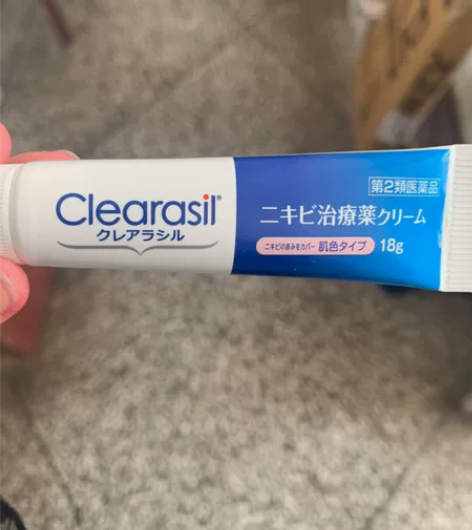 Clearasil®
クレアラシル
第2類医薬品
ニキビ治療薬クリーム
ニキビの赤みをカバー 肌色タイプ 18g